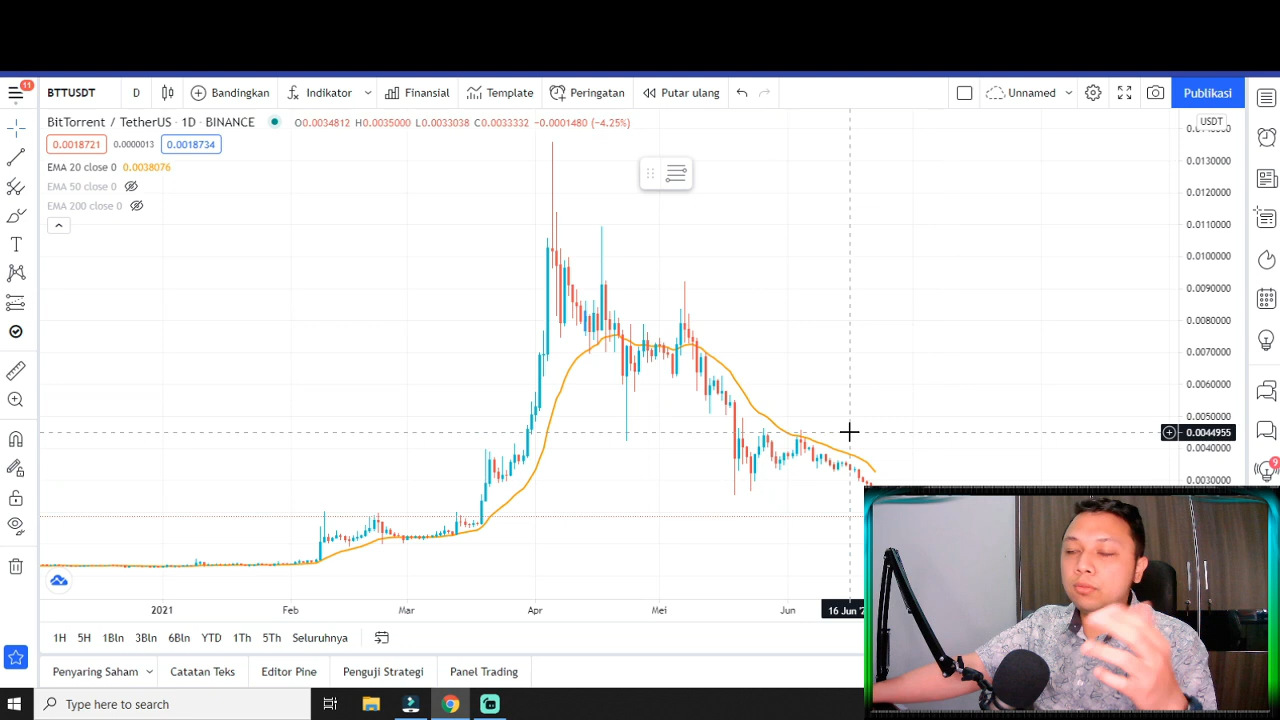 11
BTTUSDT D Bandingkan Indikator Finansial Template Peringatan Putar ulang Unnamed Publikasi
BitTorrent / TetherUS · 1D · BINANCE O0.0034812 H0.0035000 L0.0033038 C0.0033332 −0.0001480 (−4.25%)
USDT
0.0018721 0.0000013 0.0018734
EMA 20 close 0 0.0038076
EMA 50 close 0
EMA 200 close 0
0.0130000
0.0120000
0.0110000
0.0100000
0.0090000
0.0080000
0.0070000
0.0060000
0.0050000
0.0044955
0.0040000
0.0030000
9
2021 Feb Mar Apr Mei Jun 16 Jun
1H 5H 1Bln 3Bln 6Bln YTD 1Th 5Th Seluruhnya
Penyaring Saham Catatan Teks Editor Pine Penguji Strategi Panel Trading
Type here to search